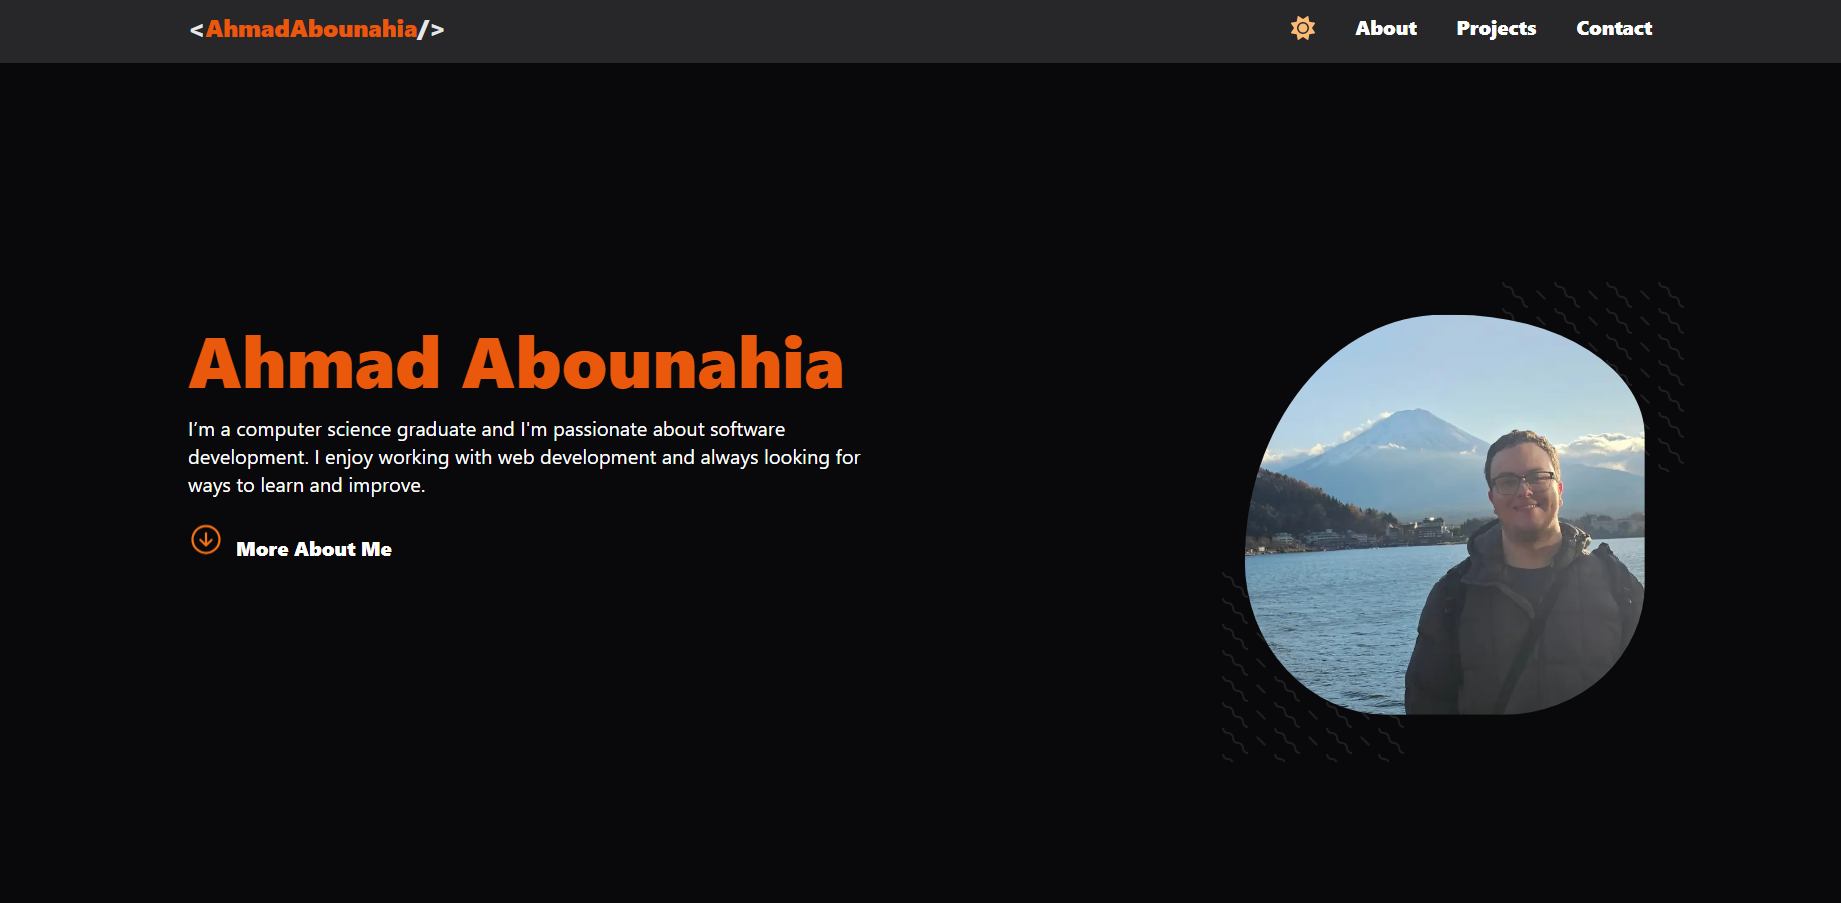 <AhmadAbounahia/>
About
Projects
Contact
Ahmad Abounahia
I’m a computer science graduate and I'm passionate about software
development. I enjoy working with web development and always looking for
ways to learn and improve.
More About Me